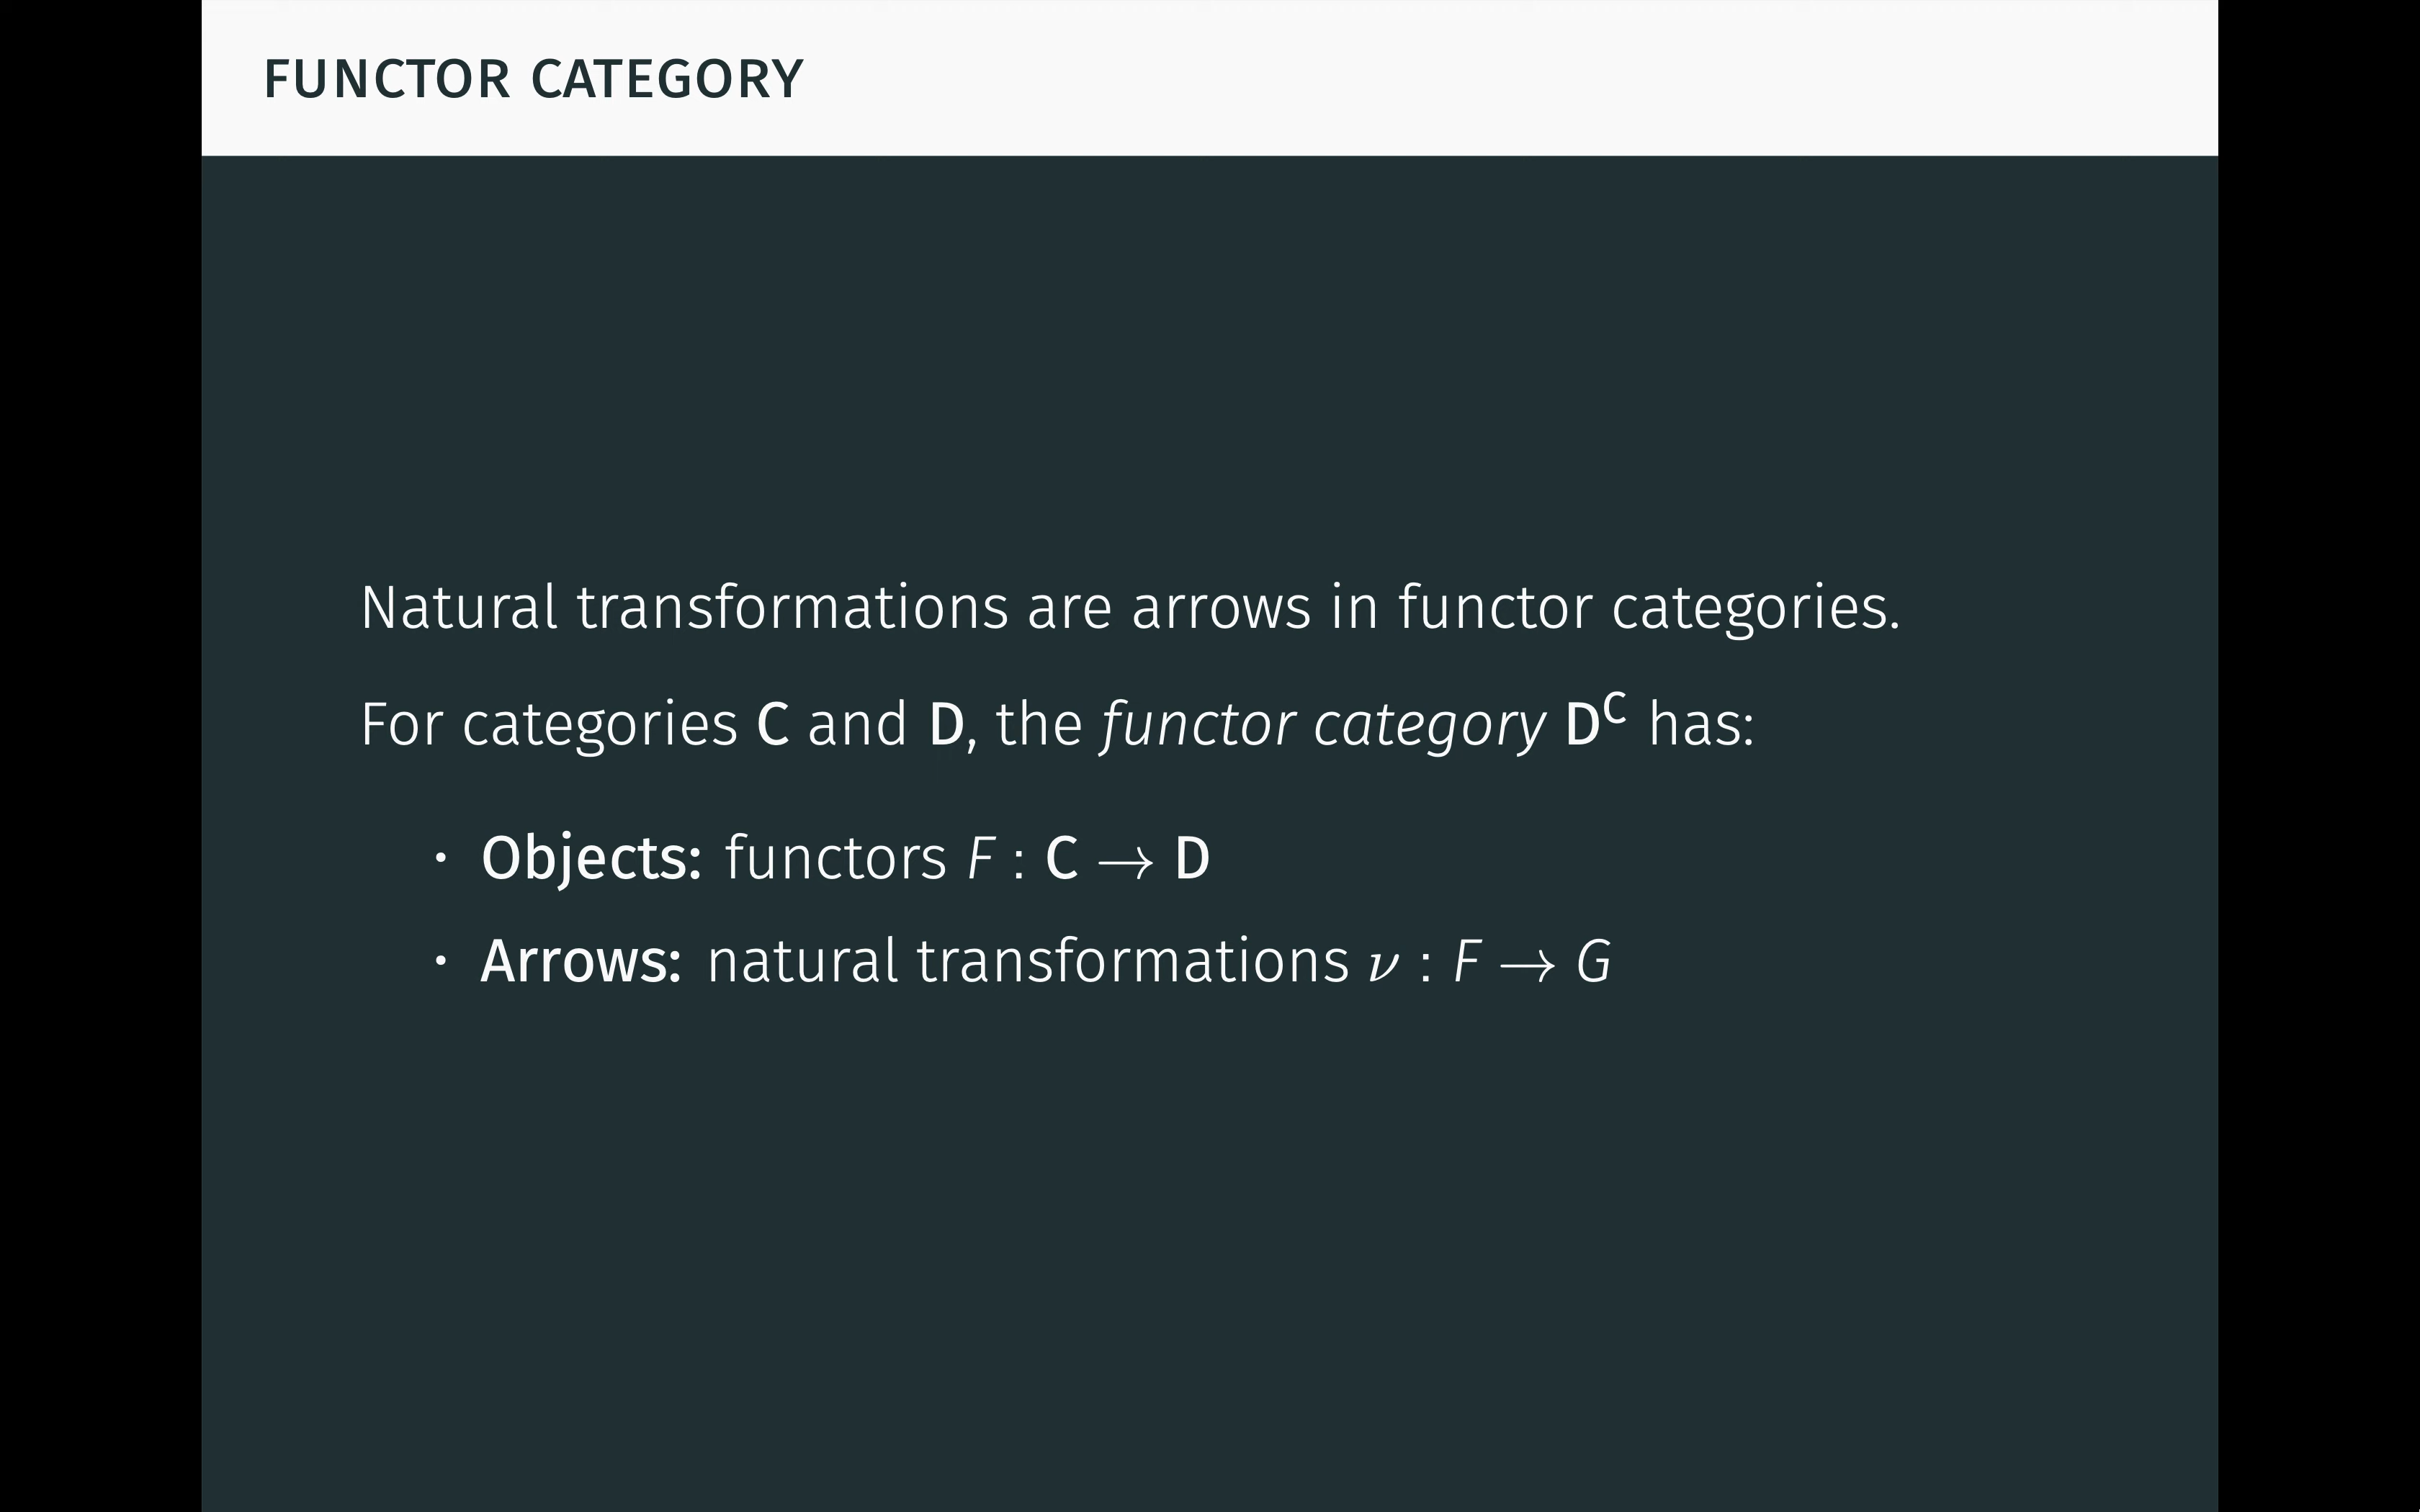 FUNCTOR CATEGORY
Natural transformations are arrows in functor categories.
For categories C and D, the functor category Dᶜ has:
• Objects: functors F : C → D
• Arrows: natural transformations ν : F → G